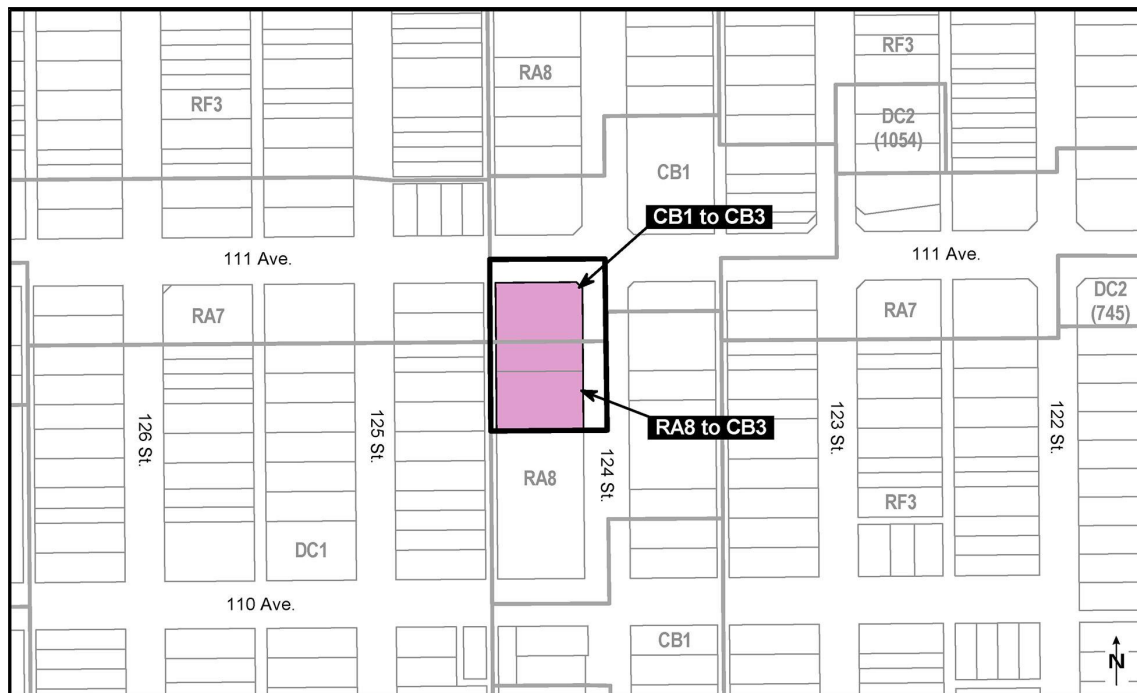 RF3
RA8
RF3
DC2
(1054)
CB1
CB1 to CB3
111 Ave.
111 Ave.
RA7
RA7
DC2
(745)
126 St.
125 St.
RA8 to CB3
123 St.
122 St.
124 St.
RA8
RF3
DC1
110 Ave.
CB1
N